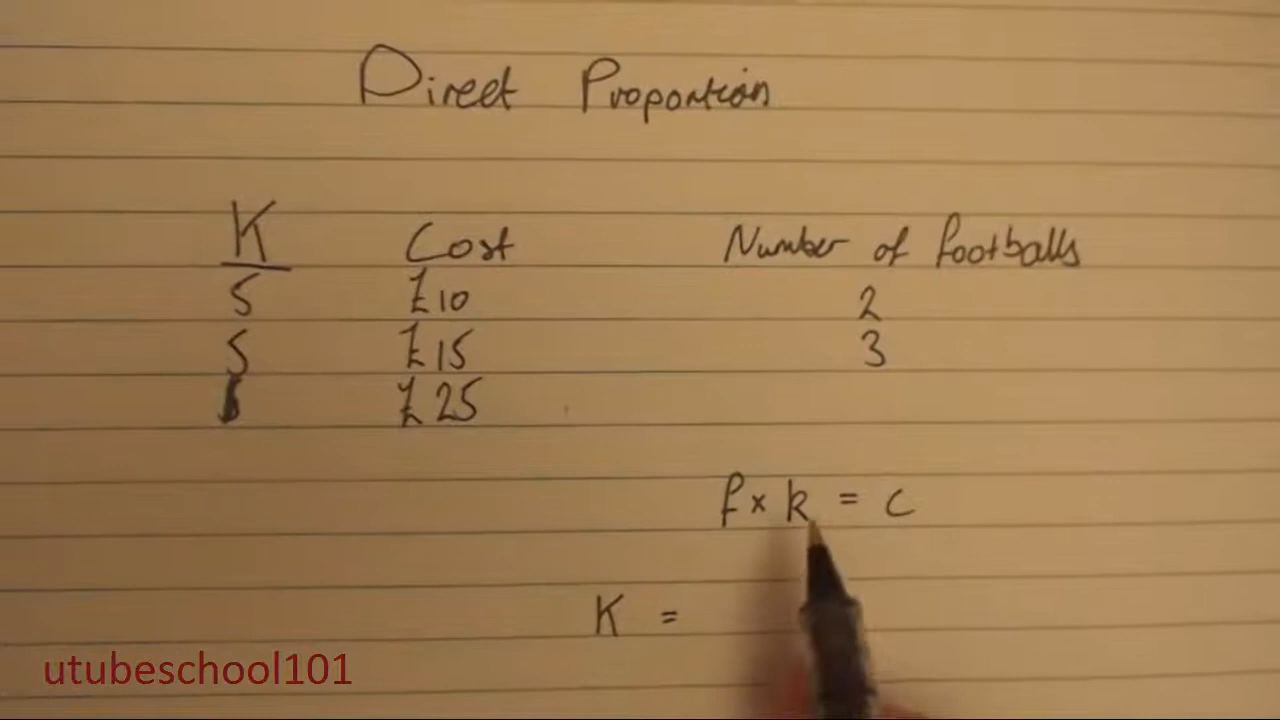 Direct Proportion
K Cost Number of footballs
5 £10 2
5 £15 3
£25
f x k = c
K =
utubeschool101